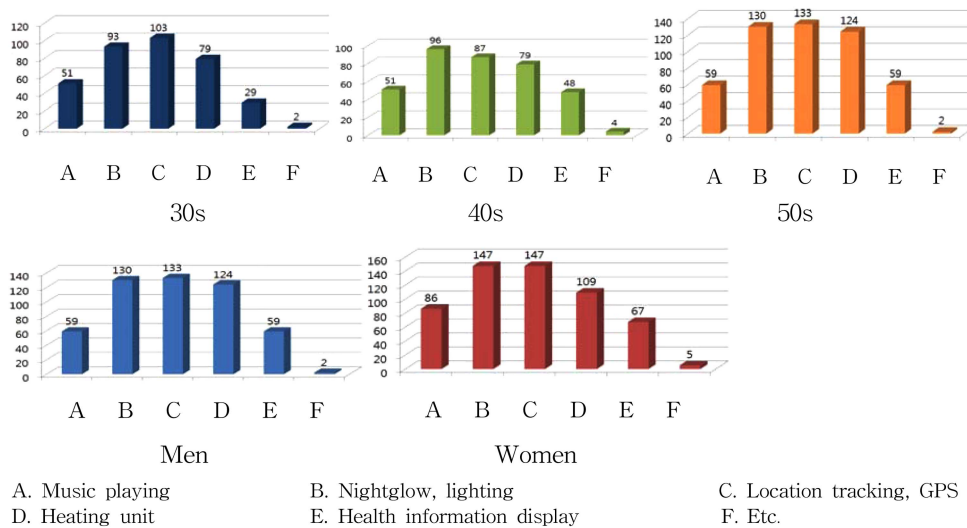 120
100
80
60
40
20
0
51 93 103 79 29 2
A B C D E F
30s
100
80
60
40
20
0
51 96 87 79 48 4
A B C D E F
40s
140
120
100
80
60
40
20
0
59 130 133 124 59 2
A B C D E F
50s
140
120
100
80
60
40
20
0
59 130 133 124 59 2
A B C D E F
Men
160
140
120
100
80
60
40
20
0
86 147 147 109 67 5
A B C D E F
Women
A. Music playing B. Nightglow, lighting C. Location tracking, GPS
D. Heating unit E. Health information display F. Etc.